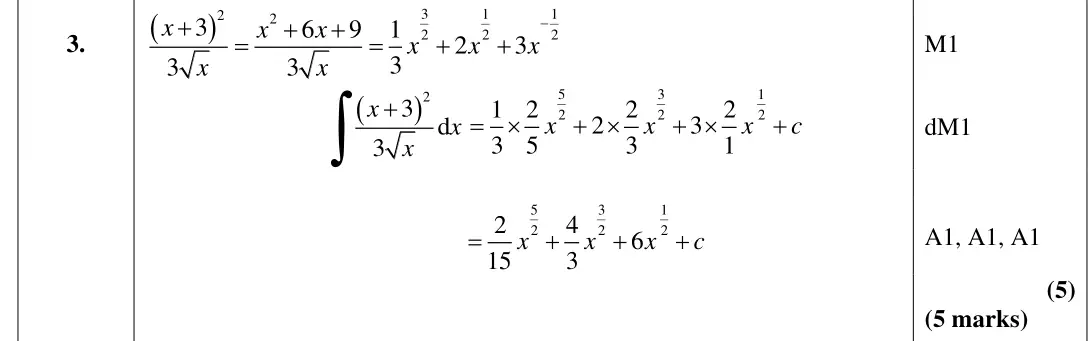 3. (x+3)²/(3√x) = (x²+6x+9)/(3√x) = 1/3 x^(3/2) + 2x^(1/2) + 3x^(−1/2) M1
∫ (x+3)²/(3√x) dx = 1/3 × 2/5 x^(5/2) + 2 × 2/3 x^(3/2) + 3 × 2/1 x^(1/2) + c dM1
= 2/15 x^(5/2) + 4/3 x^(3/2) + 6x^(1/2) + c A1, A1, A1
(5)
(5 marks)